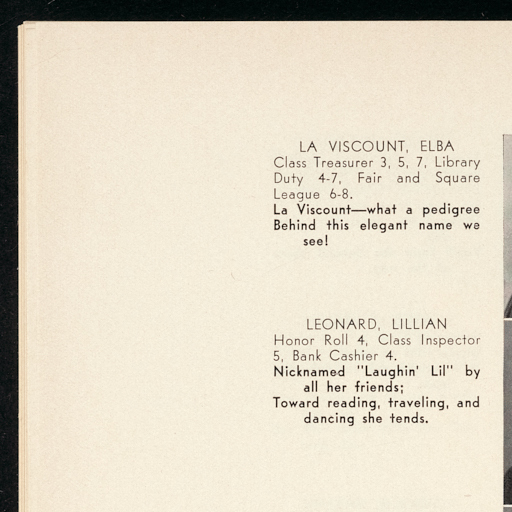 LA VISCOUNT, ELBA
Class Treasurer 3, 5, 7, Library
Duty 4-7, Fair and Square
League 6-8.
La Viscount—what a pedigree
Behind this elegant name we
see!
LEONARD, LILLIAN
Honor Roll 4, Class Inspector
5, Bank Cashier 4.
Nicknamed "Laughin' Lil" by
all her friends;
Toward reading, traveling, and
dancing she tends.